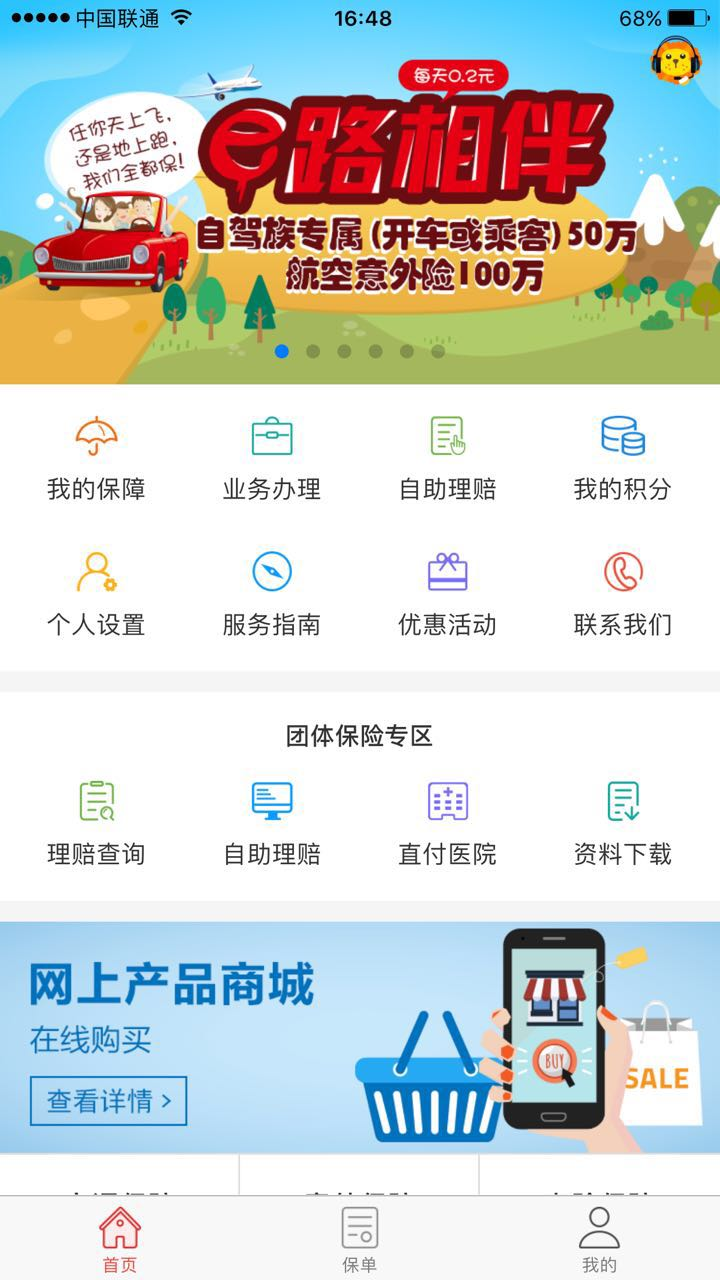 中国联通
16:48
68%
每天0.2元
任你天上飞,
还是地上跑,
我们全都保!
e路相伴
自驾族专属(开车或乘客)50万
航空意外险100万
我的保障 业务办理 自助理赔 我的积分
个人设置 服务指南 优惠活动 联系我们
团体保险专区
理赔查询 自助理赔 直付医院 资料下载
网上产品商城
在线购买
查看详情 >
BUY
SALE
首页 保单 我的